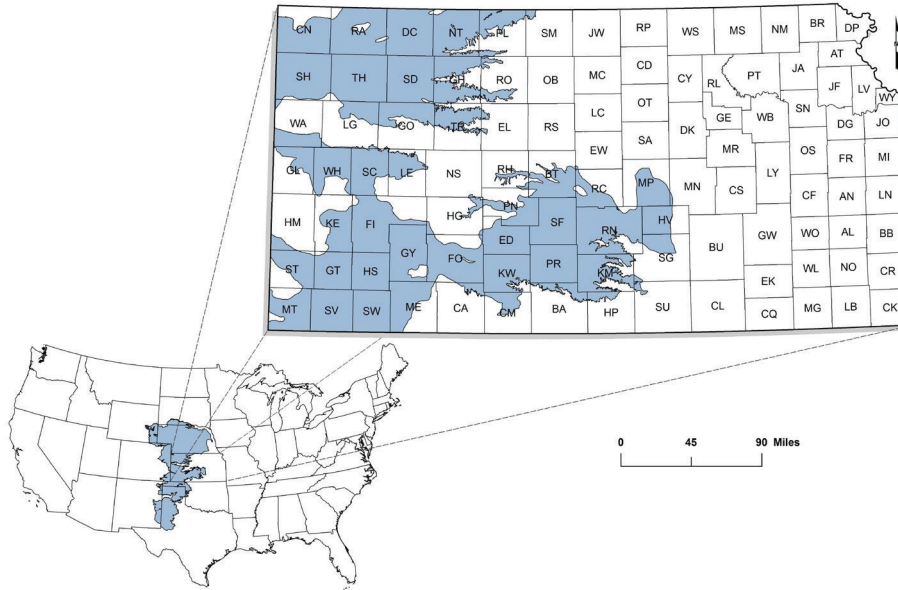 CN RA DC NT PL SM JW RP WS MS NM BR DP
AT
SH TH SD GH RO OB MC CD CY RL PT JA JF LV WY
WA LG GO TR EL RS LC OT DK GE WB SN DG JO
SA MR
GL WH SC LE NS RH BT EW RC MP MN CS LY OS FR MI
HM KE FI HG PN SF RN HV BU GW CF AN LN
ED WO AL BB
ST GT HS GY FO KW PR KM SG EK WL NO CR
MT SV SW ME CA CM BA HP SU CL CQ MG LB CK
0 45 90 Miles